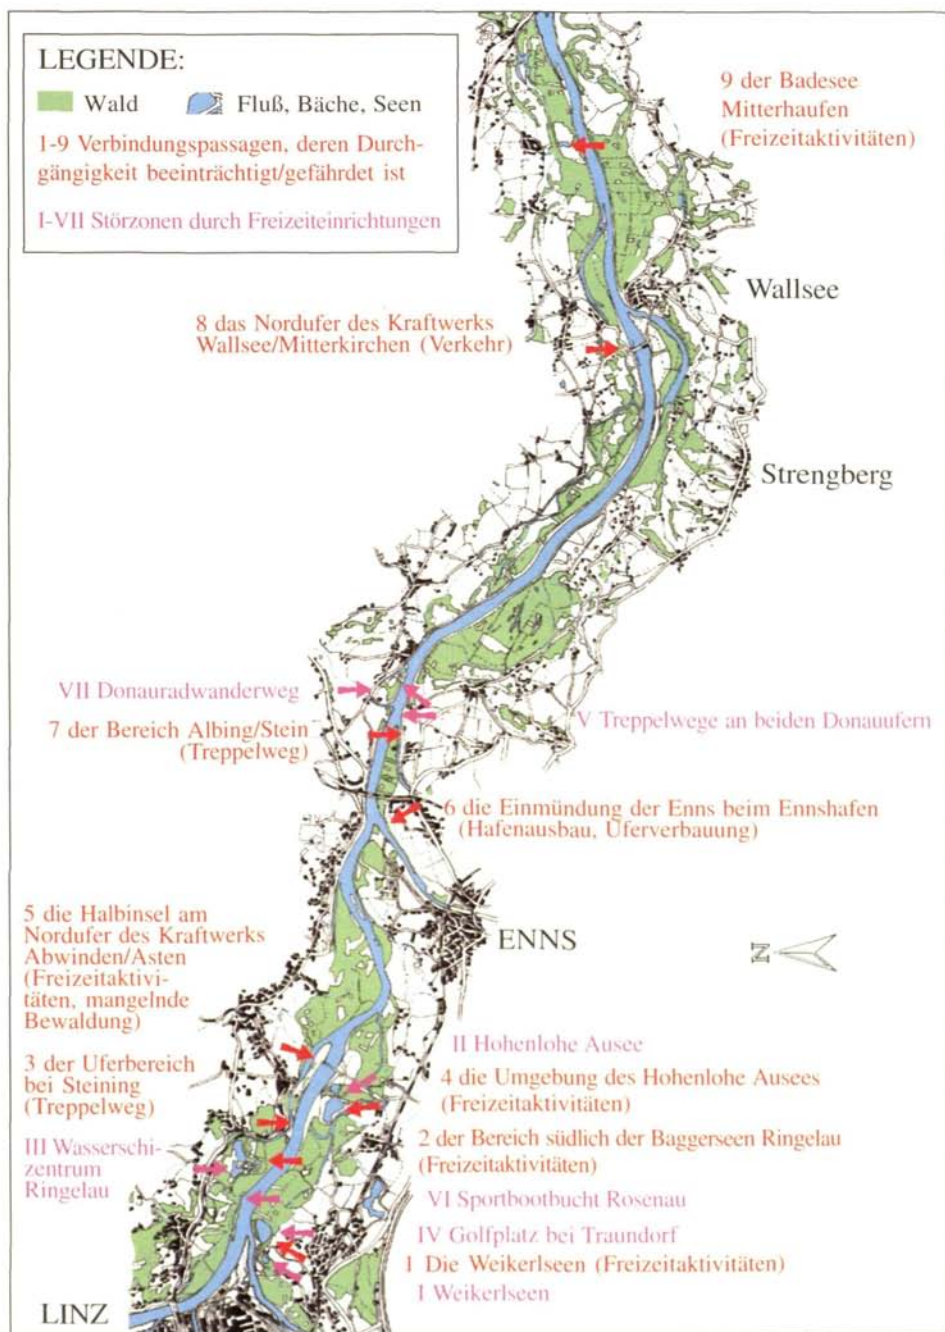 LEGENDE:
Wald
Fluß, Bäche, Seen
1-9 Verbindungspassagen, deren Durch-
gängigkeit beeinträchtigt/gefährdet ist
I-VII Störzonen durch Freizeiteinrichtungen
9 der Badesee
Mitterhaufen
(Freizeitaktivitäten)
Wallsee
8 das Nordufer des Kraftwerks
Wallsee/Mitterkirchen (Verkehr)
Strengberg
VII Donauradwanderweg
7 der Bereich Albing/Stein
(Treppelweg)
V Treppelwege an beiden Donauufern
6 die Einmündung der Enns beim Ennshafen
(Hafenausbau, Uferverbauung)
5 die Halbinsel am
Nordufer des Kraftwerks
Abwinden/Asten
(Freizeitaktivi-
täten, mangelnde
Bewaldung)
ENNS
N
3 der Uferbereich
bei Steining
(Treppelweg)
III Wasserschi-
zentrum
Ringelau
II Hohenlohe Ausee
4 die Umgebung des Hohenlohe Ausees
(Freizeitaktivitäten)
2 der Bereich südlich der Baggerseen Ringelau
(Freizeitaktivitäten)
VI Sportbootbucht Rosenau
IV Golfplatz bei Traundorf
1 Die Weikerlseen (Freizeitaktivitäten)
I Weikerlseen
LINZ